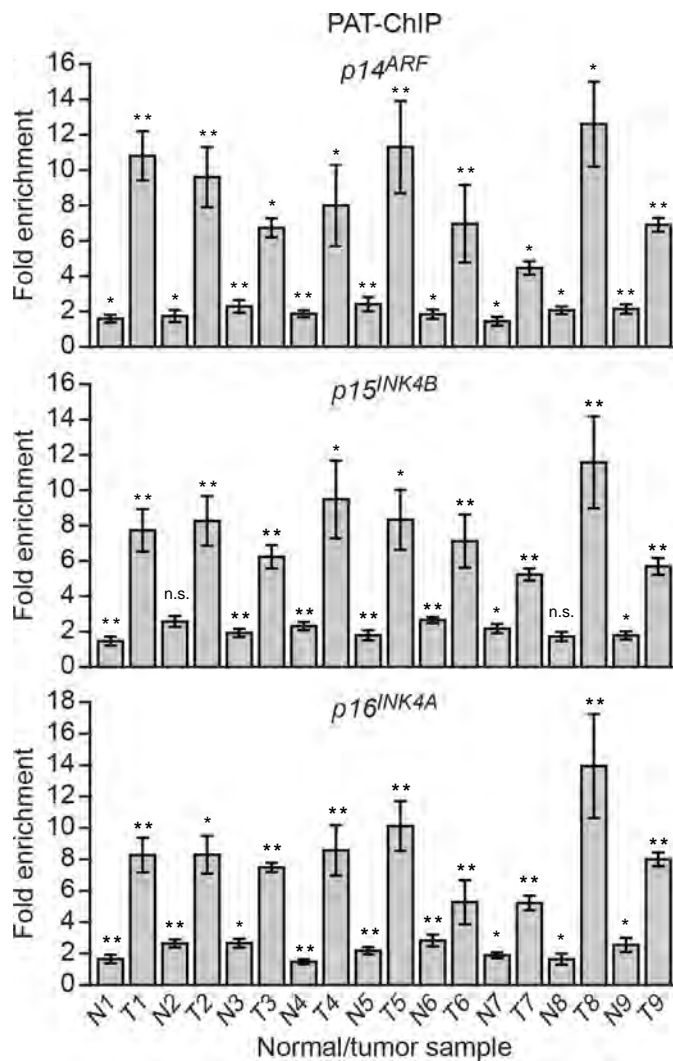 PAT-ChIP
p14ARF
Fold enrichment
16
14
12
10
8
6
4
2
0
* ** * ** ** * ** * ** ** * ** * * * * ** **
p15INK4B
Fold enrichment
16
14
12
10
8
6
4
2
0
** ** n.s. ** ** ** ** * ** * ** ** * ** n.s. ** * **
p16INK4A
Fold enrichment
18
16
14
12
10
8
6
4
2
0
** ** ** * * ** ** ** ** ** ** ** * ** * ** * **
N1 T1 N2 T2 N3 T3 N4 T4 N5 T5 N6 T6 N7 T7 N8 T8 N9 T9
Normal/tumor sample